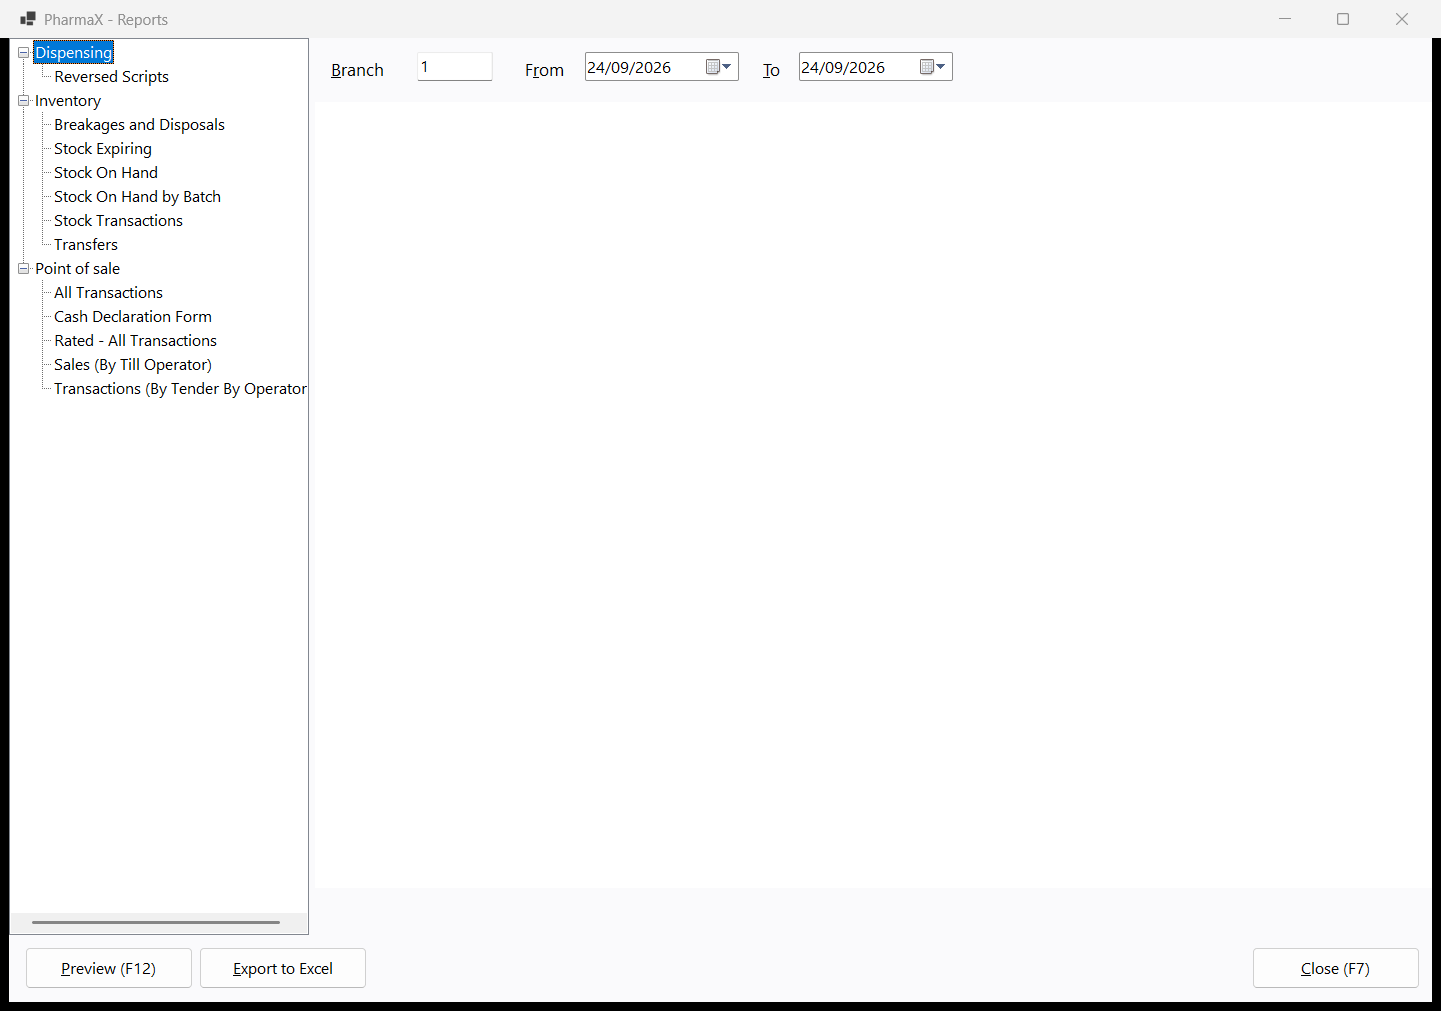 PharmaX - Reports
Dispensing
Reversed Scripts
Inventory
Breakages and Disposals
Stock Expiring
Stock On Hand
Stock On Hand by Batch
Stock Transactions
Transfers
Point of sale
All Transactions
Cash Declaration Form
Rated - All Transactions
Sales (By Till Operator)
Transactions (By Tender By Operator
Branch 1 From 24/09/2026 To 24/09/2026
Preview (F12) Export to Excel Close (F7)